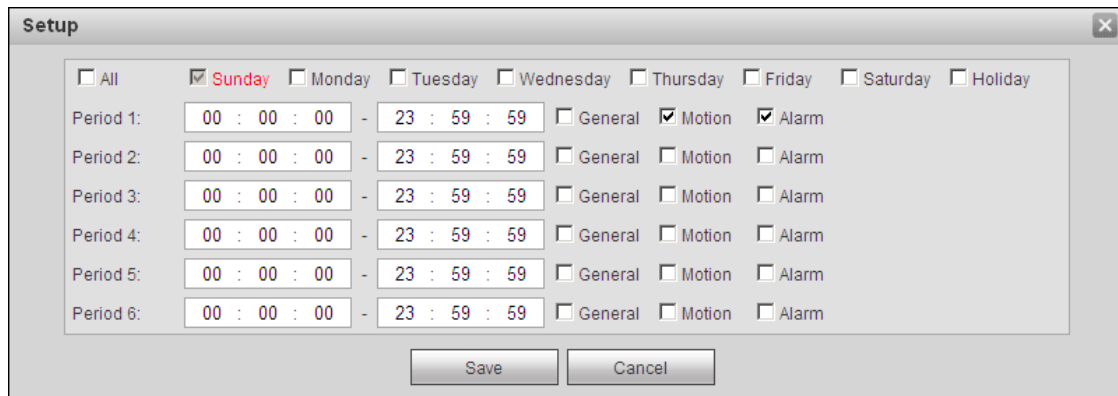 Setup
All Sunday Monday Tuesday Wednesday Thursday Friday Saturday Holiday
Period 1: 00 : 00 : 00 - 23 : 59 : 59 General Motion Alarm
Period 2: 00 : 00 : 00 - 23 : 59 : 59 General Motion Alarm
Period 3: 00 : 00 : 00 - 23 : 59 : 59 General Motion Alarm
Period 4: 00 : 00 : 00 - 23 : 59 : 59 General Motion Alarm
Period 5: 00 : 00 : 00 - 23 : 59 : 59 General Motion Alarm
Period 6: 00 : 00 : 00 - 23 : 59 : 59 General Motion Alarm
Save Cancel